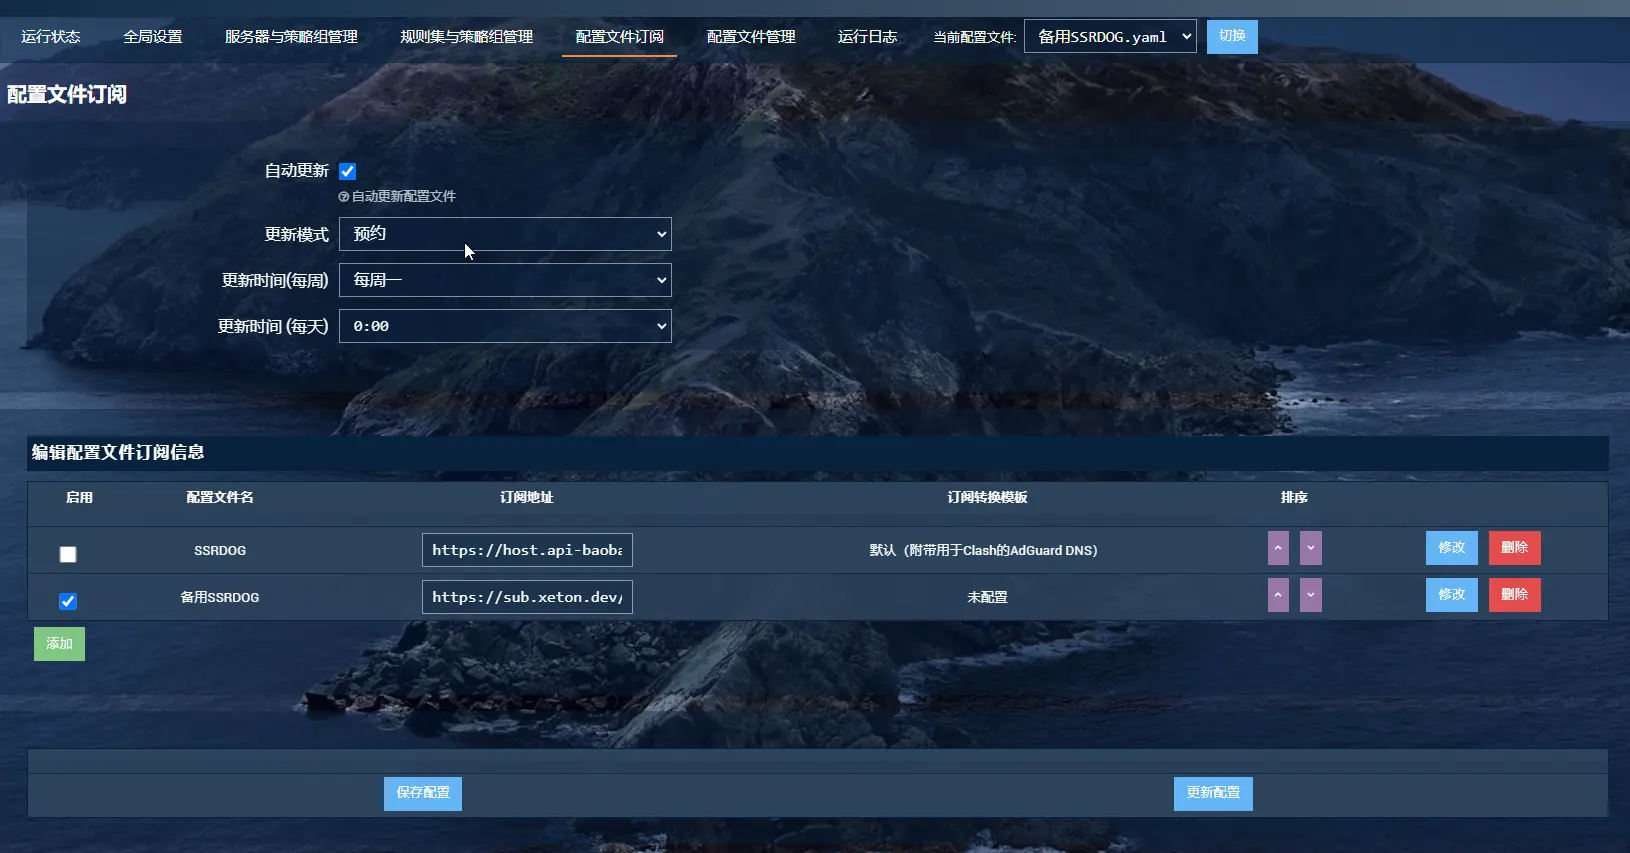 运行状态 全局设置 服务器与策略组管理 规则集与策略组管理 配置文件订阅 配置文件管理 运行日志 当前配置文件: 备用SSRDOG.yaml 切换
配置文件订阅
自动更新
自动更新配置文件
更新模式 预约
更新时间(每周) 每周一
更新时间 (每天) 0:00
编辑配置文件订阅信息
启用 配置文件名 订阅地址 订阅转换模板 排序
SSRDOG https://host.api-baoba 默认（附带用于Clash的AdGuard DNS） 修改 删除
备用SSRDOG https://sub.xeton.dev/ 未配置 修改 删除
添加
保存配置 更新配置